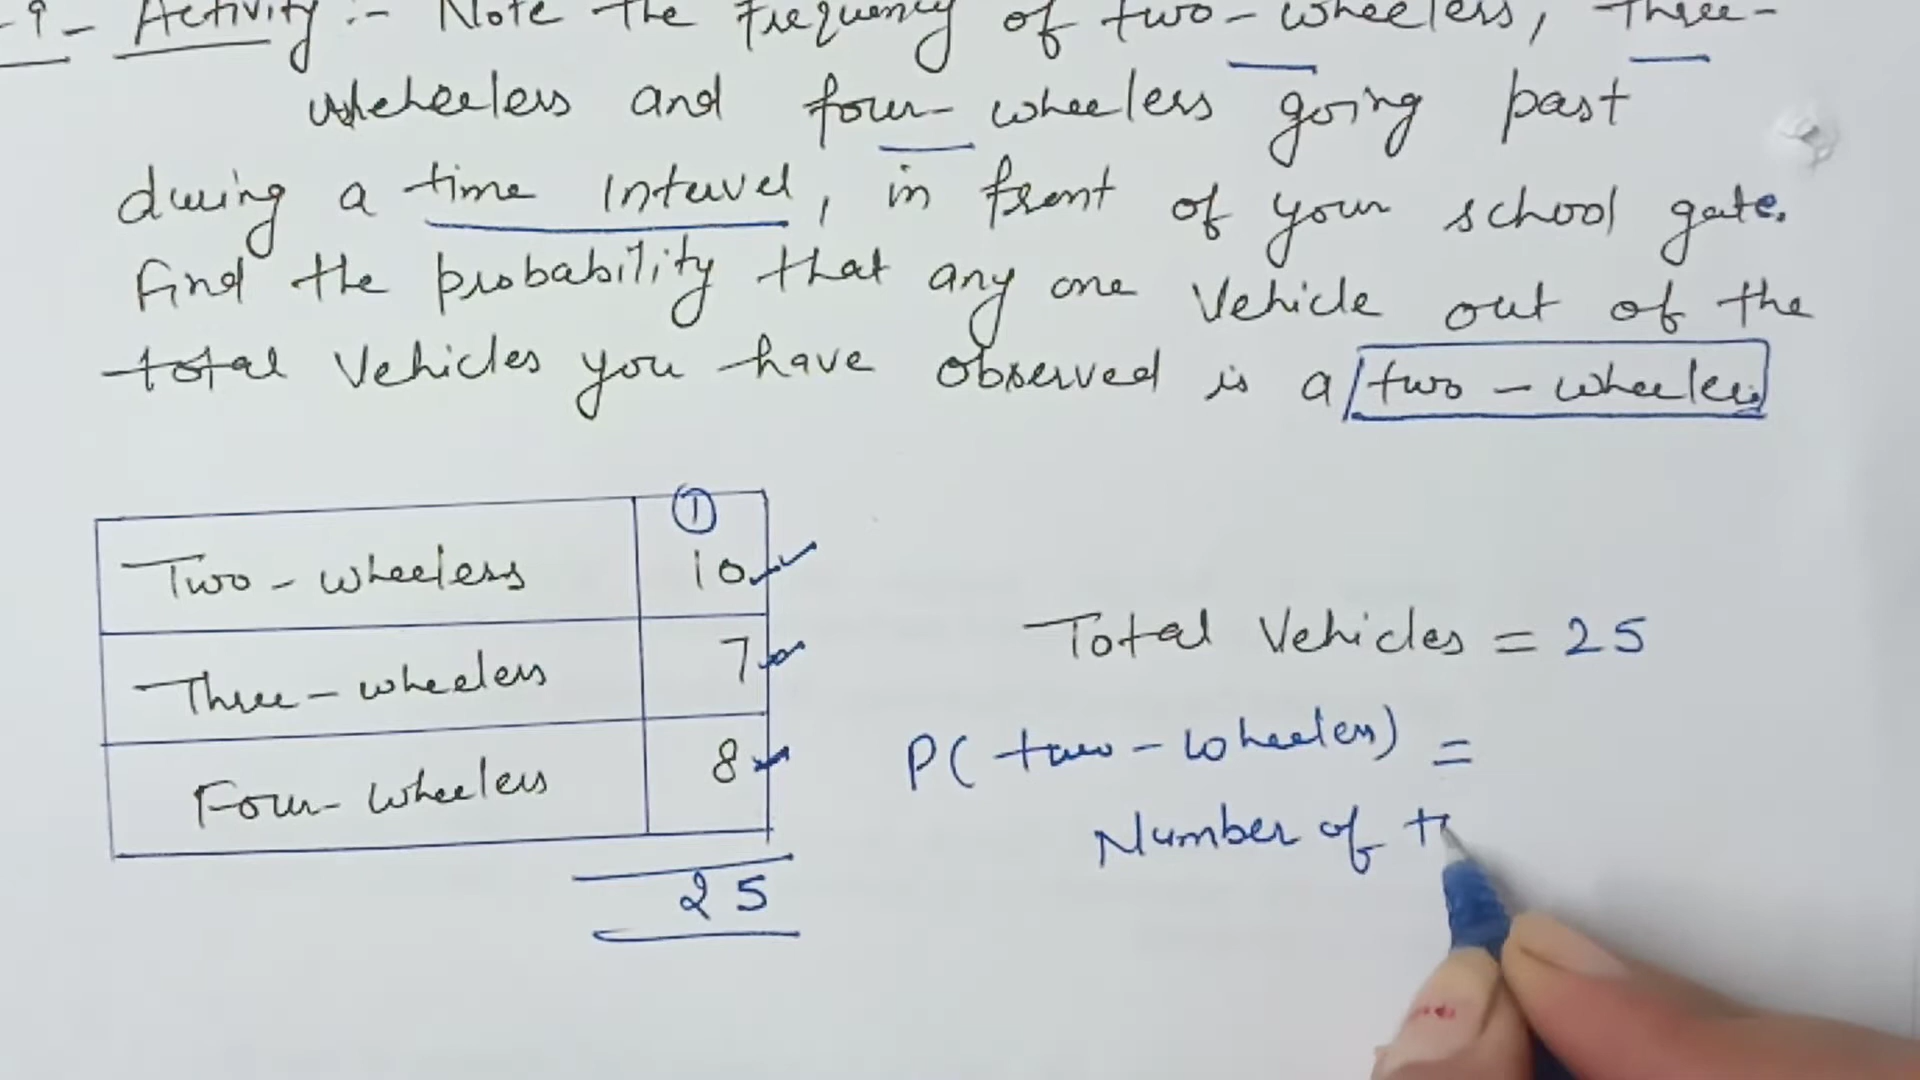 9- Activity :- Note the frequency of two-wheelers, three-
wheelers and four-wheelers going past
during a time interval, in front of your school gate.
Find the probability that any one Vehicle out of the
total Vehicles you have observed is a two-wheeler.
①
Two-wheelers 10
Three-wheelers 7
Four-wheelers 8
25
Total Vehicles = 25
P(two-wheelers) =
Number of t